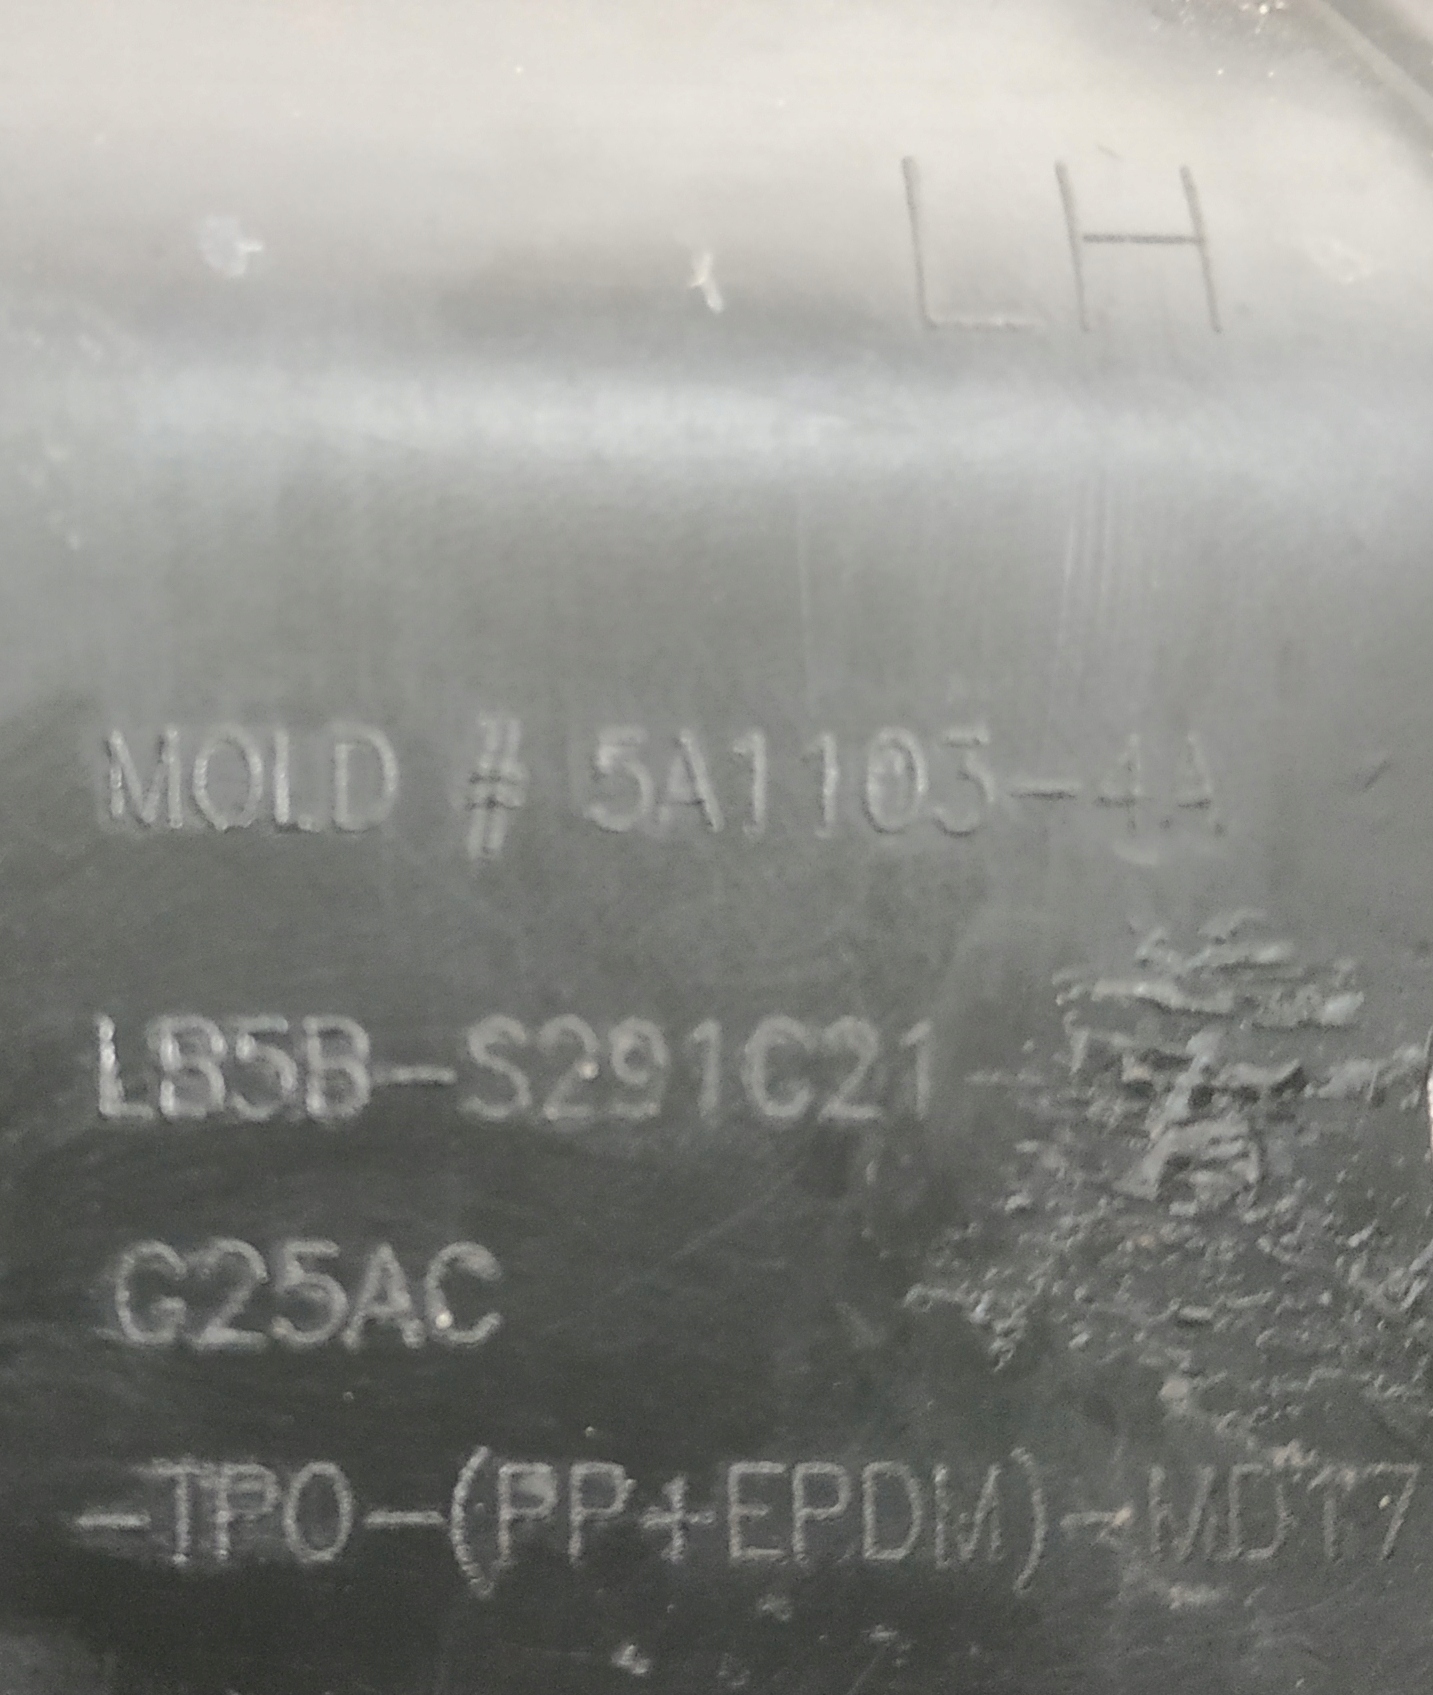 LH
MOLD # 5A1103-4A
LB5B-S291C21-
G25AC
-TPO-(PP+EPDM)-MD17